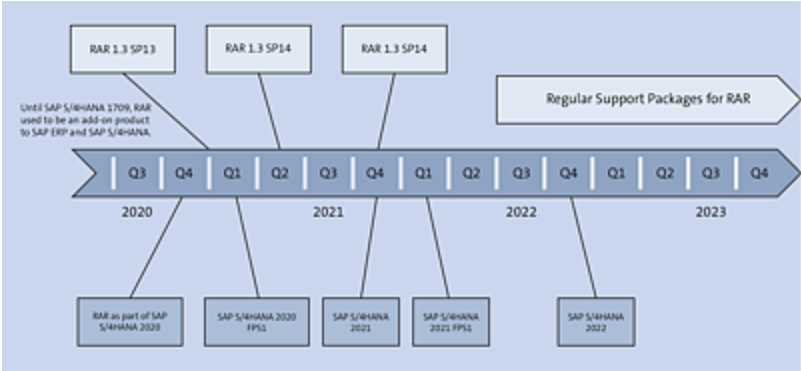 RAR 1.3 SP13
RAR 1.3 SP14
RAR 1.3 SP14
Regular Support Packages for RAR
Until SAP S/4HANA 1709, RAR
used to be an add-on product
to SAP ERP and SAP S/4HANA.
Q3 Q4 Q1 Q2 Q3 Q4 Q1 Q2 Q3 Q4 Q1 Q2 Q3 Q4
2020 2021 2022 2023
RAR as part of SAP
S/4HANA 2020
SAP S/4HANA 2020
FPS1
SAP S/4HANA
2021
SAP S/4HANA
2021 FPS1
SAP S/4HANA
2022